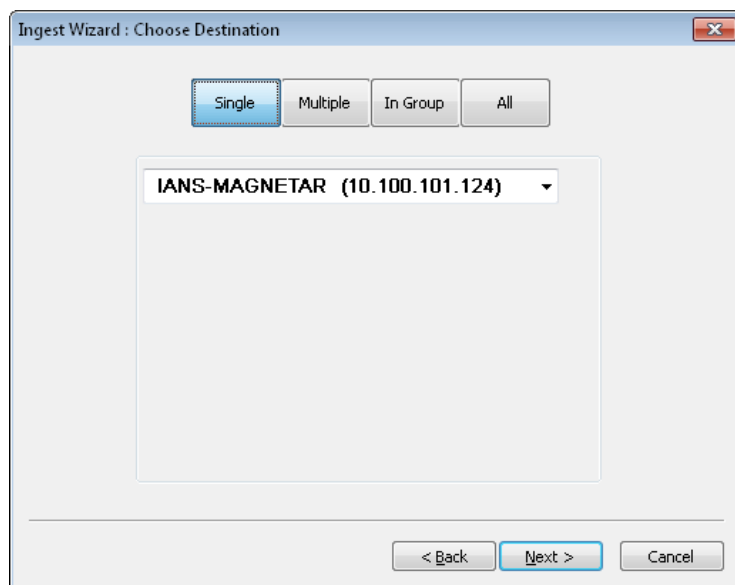 Ingest Wizard : Choose Destination
Single Multiple In Group All
IANS-MAGNETAR (10.100.101.124)
< Back Next > Cancel